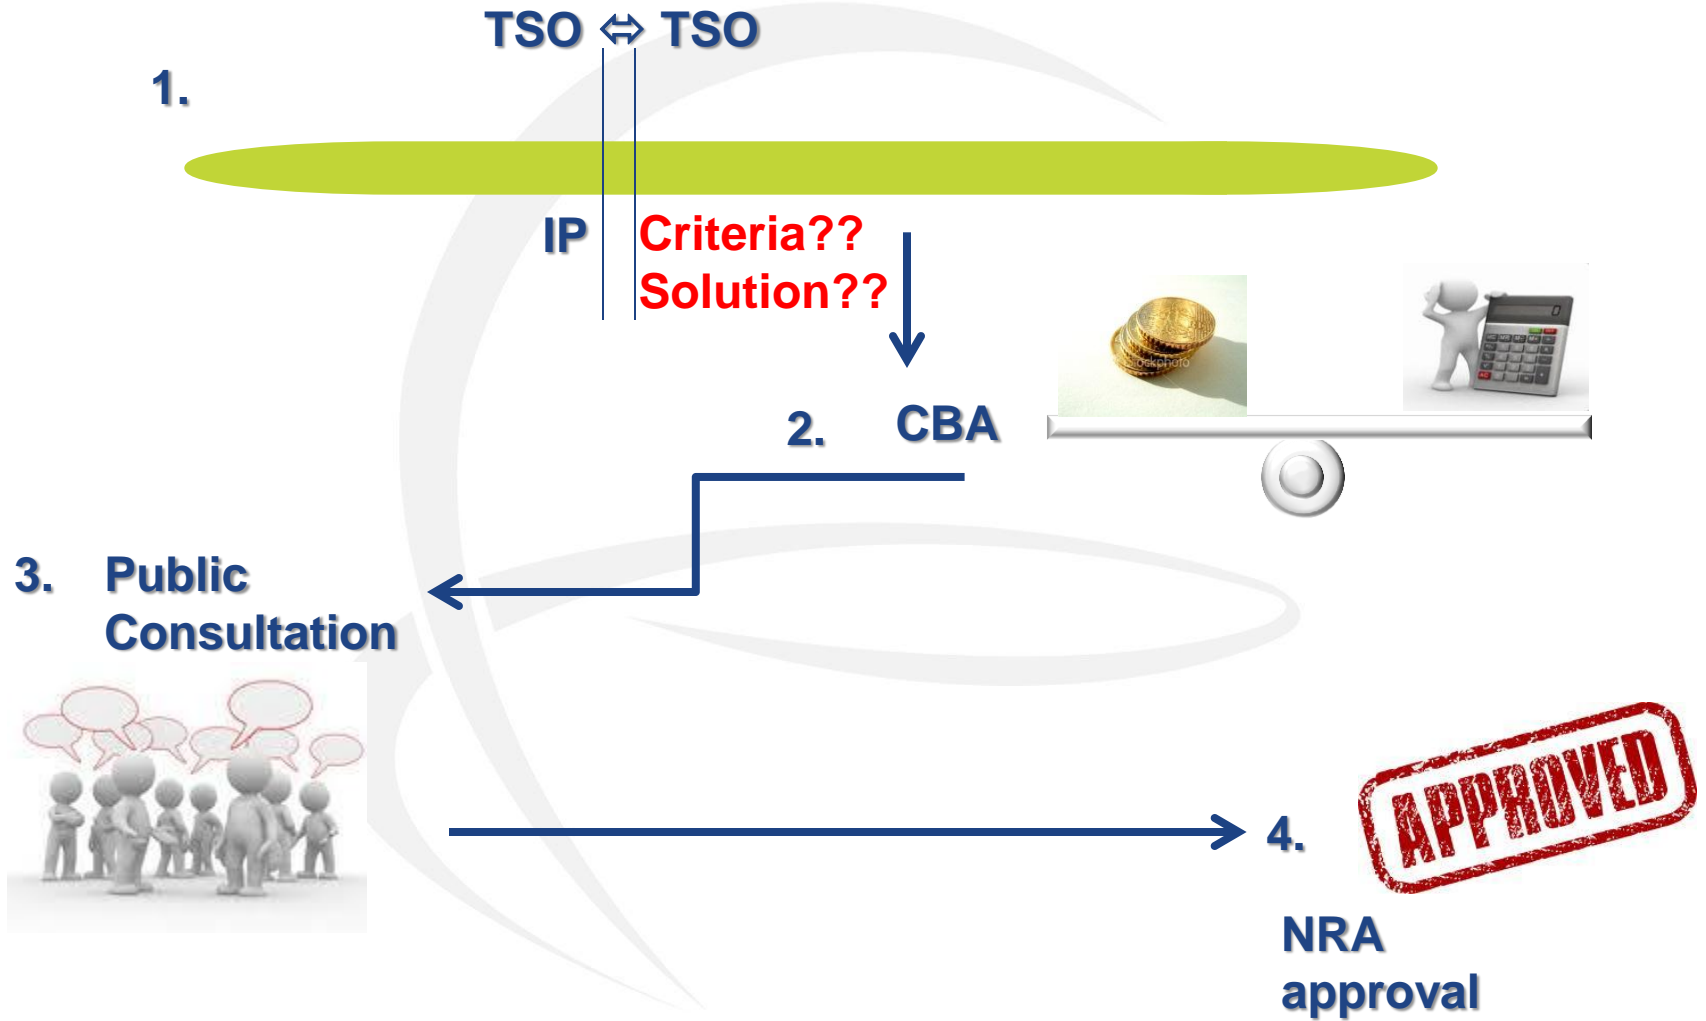 TSO ⇔ TSO
1.
IP
Criteria??
Solution??
2. CBA
3. Public
Consultation
APPROVED
4.
NRA
approval